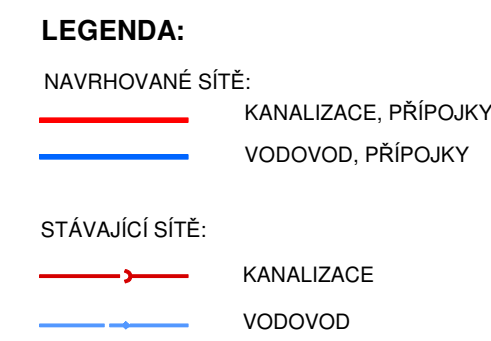 LEGENDA:
NAVRHOVANÉ SÍTĚ:
KANALIZACE, PŘÍPOJKY
VODOVOD, PŘÍPOJKY
STÁVAJÍCÍ SÍTĚ:
KANALIZACE
VODOVOD